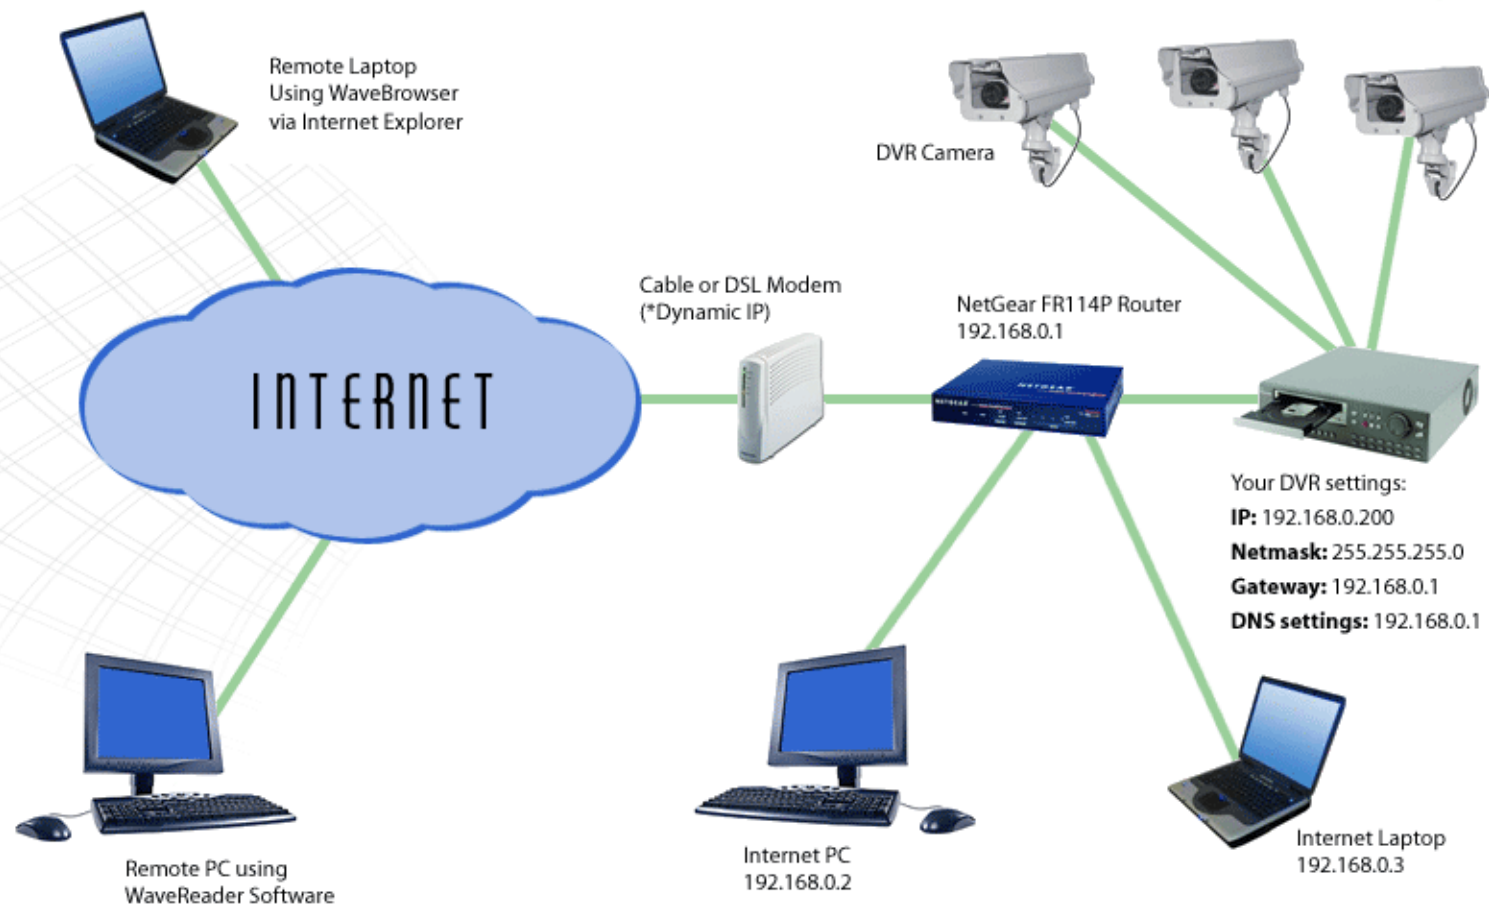 Remote Laptop
Using WaveBrowser
via Internet Explorer
DVR Camera
Cable or DSL Modem
(*Dynamic IP)
NetGear FR114P Router
192.168.0.1
INTERNET
NETGEAR
NETGEAR
Your DVR settings:
IP: 192.168.0.200
Netmask: 255.255.255.0
Gateway: 192.168.0.1
DNS settings: 192.168.0.1
Remote PC using
WaveReader Software
Internet PC
192.168.0.2
Internet Laptop
192.168.0.3